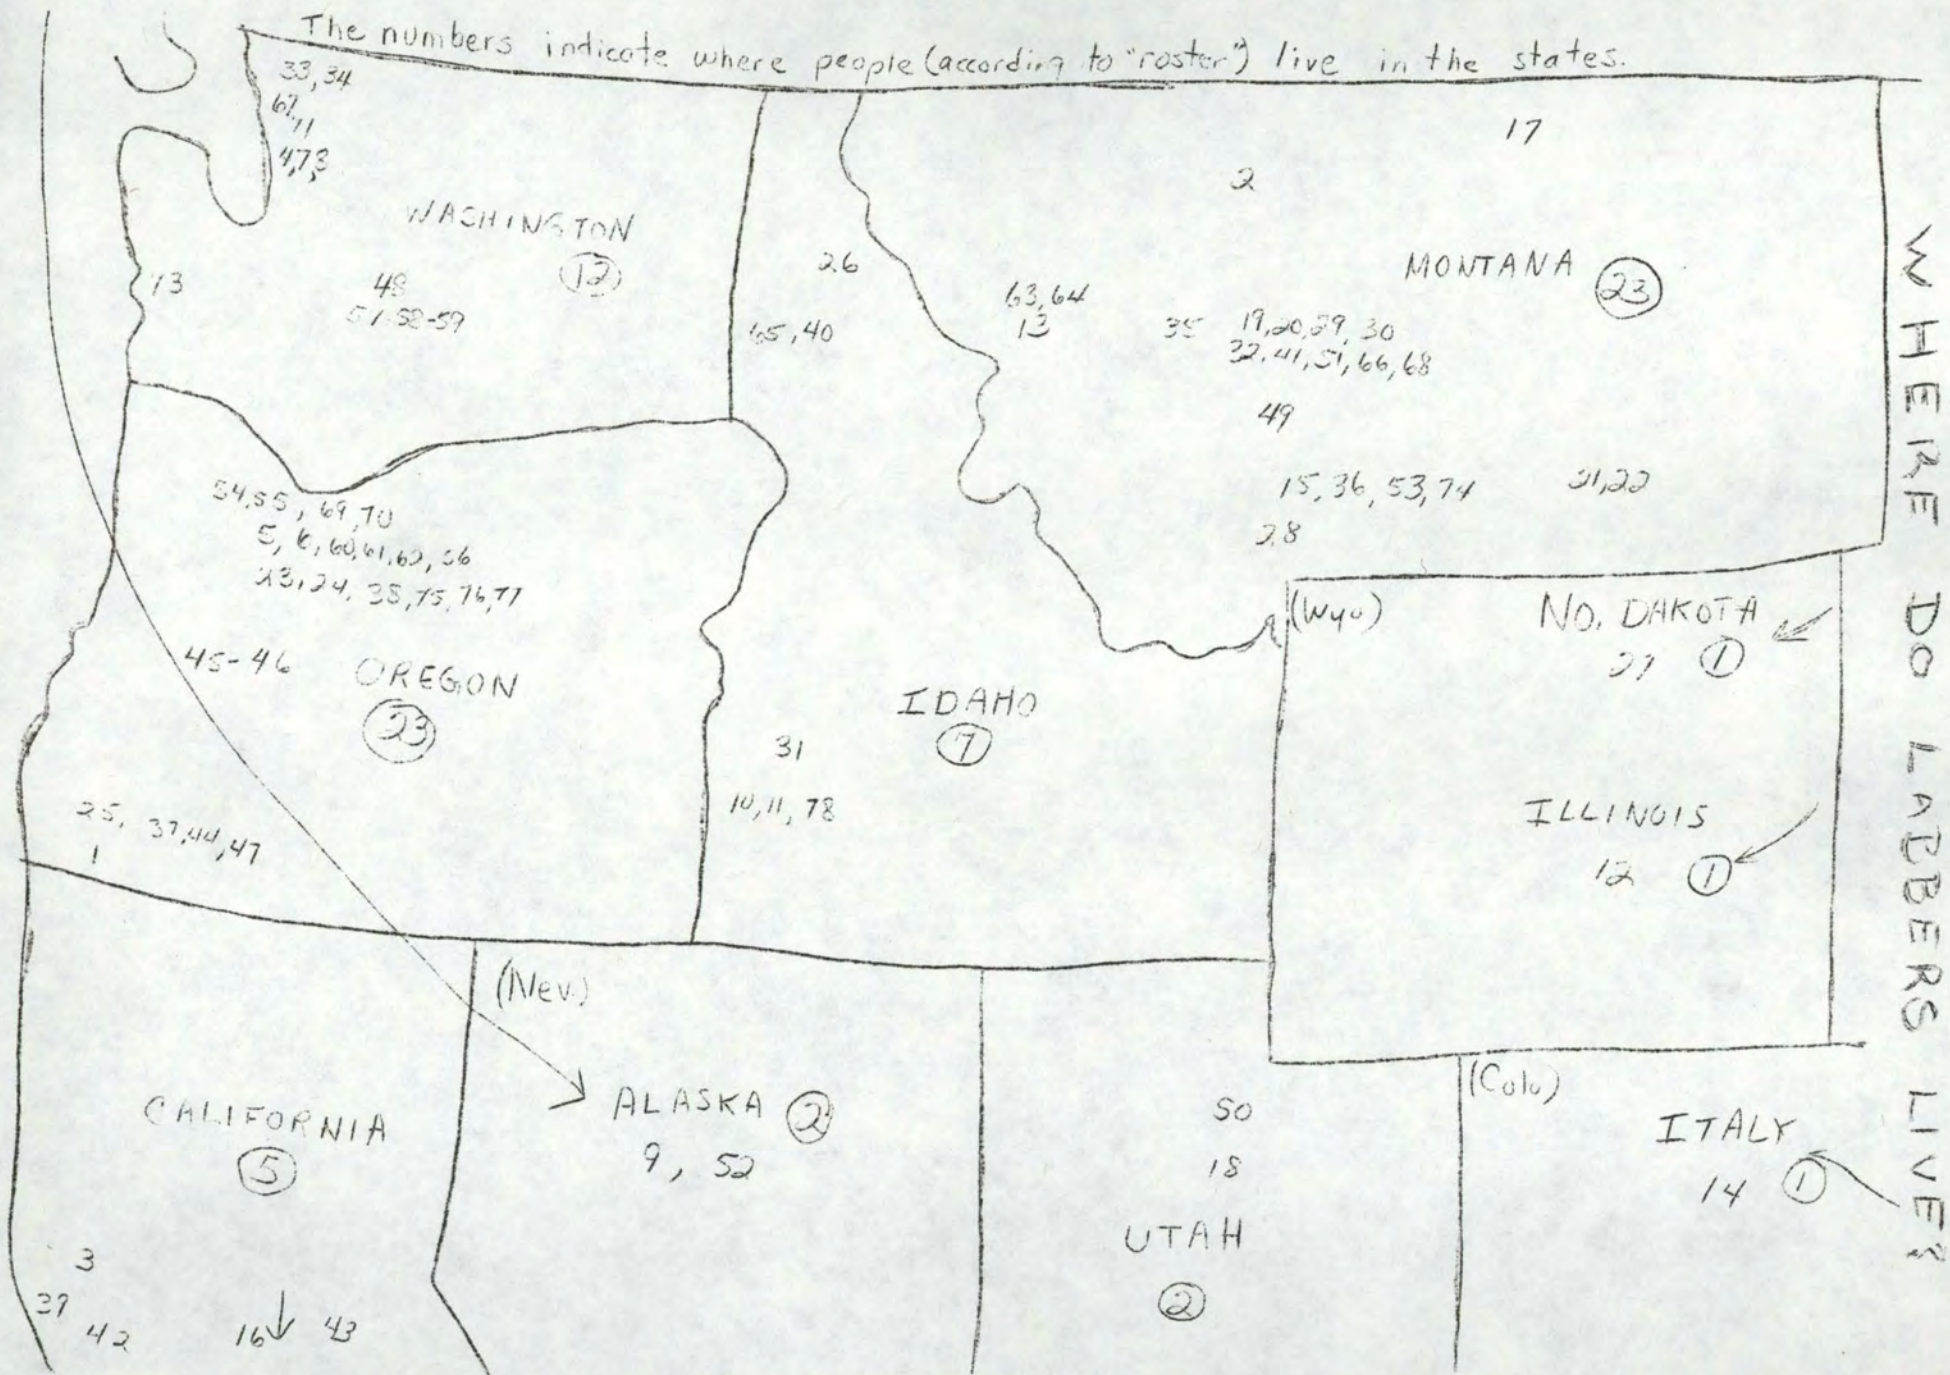 The numbers indicate where people (according to "roster") live in the states.
33, 34
67, 71
4, 7, 8
WASHINGTON
12
73
48
58-59
26
65, 40
17
2
MONTANA
23
63, 64
13
35
19, 20, 29, 30
32, 41, 51, 66, 68
49
15, 36, 53, 74
21, 22
28
54, 55, 69, 70
5, 6, 60, 61, 62, 56
23, 24, 38, 75, 76, 77
45-46
OREGON
23
25, 37, 44, 47
1
IDAHO
7
31
10, 11, 78
(Wyo)
NO. DAKOTA
27 1
ILLINOIS
12 1
(Nev.)
ALASKA 2
9, 52
CALIFORNIA
5
3
42
16 43
50
18
UTAH
2
(Colo)
ITALY
14 1
WHERE DO LABBERS LIVE?